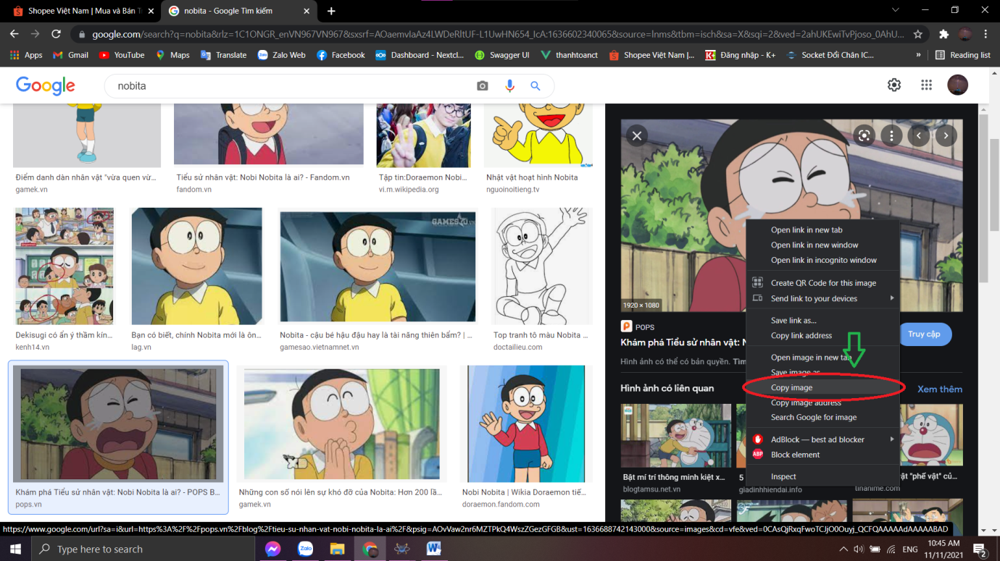 Shopee Việt Nam | Mua và Bán T
nobita - Google Tìm kiếm
google.com/search?q=nobita&rlz=1C1ONGR_enVN967VN967&sxsrf=AOaemvIaAz4LWDeRltUF-L1UwHN654_IcA:1636602340065&source=lnms&tbm=isch&sa=X&sqi=2&ved=2ahUKEwiTvPjoso_0AhU...
Apps Gmail YouTube Maps Translate Zalo Web Facebook Dashboard - Nextcl... Swagger UI thanhtoanct Shopee Việt Nam |... Đăng nhập - K+ Socket Đổi Chân IC... » Reading list
Google
nobita
Điểm danh dàn nhân vật "vừa quen vừ...
gamek.vn
Tiểu sử nhân vật: Nobi Nobita là ai? - Fandom.vn
fandom.vn
Tập tin:Doraemon Nobi...
vi.m.wikipedia.org
Nhật vật hoạt hình Nobita
nguoinoitieng.tv
GAMES
Dekisugi có ẩn ý thầm kín...
kenh14.vn
Bạn có biết, chính Nobita mới là ôn...
lag.vn
Nobita - cậu bé hậu đậu hay là tài năng thiên bẩm? | ...
gamesao.vietnamnet.vn
Top tranh tô màu Nobita ...
doctailieu.com
Khám phá Tiểu sử nhân vật: Nobi Nobita là ai? - POPS B...
pops.vn
Những con số nói lên sự khó đỡ của Nobita: Hơn 200 lầ...
gamek.vn
Nobi Nobita | Wikia Doraemon tiế...
doraemon.fandom.com
1920 × 1080
POPS
Khám phá Tiểu sử nhân vật: N
Truy cập
Hình ảnh có thể có bản quyền. Tìm
Hình ảnh có liên quan
Xem thêm
Bật mí trí thông minh kiệt x...
blogtamsu.net.vn
5
giadinhhiendai.info
vật "phế vật" củ...
tinanime.com
Open link in new tab
Open link in new window
Open link in incognito window
Create QR Code for this image
Send link to your devices
Save link as...
Copy link address
Open image in new tab
Save image as
Copy image
Copy image address
Search Google for image
AdBlock — best ad blocker
ABP Block element
Inspect
https://www.google.com/url?sa=i&url=https%3A%2F%2Fpops.vn%2Fblog%2Ftieu-su-nhan-vat-nobi-nobita-la-ai%2F&psig=AOvVaw2nr6MZTPkQ4WszZGezGFGB&ust=1636688742143000&source=images&cd=vfe&ved=0CAsQjRxqFwoTCJjO0Ouyj_QCFQAAAAAdAAAAABAD
Type here to search
Zalo
ENG
10:45 AM
11/11/2021
2